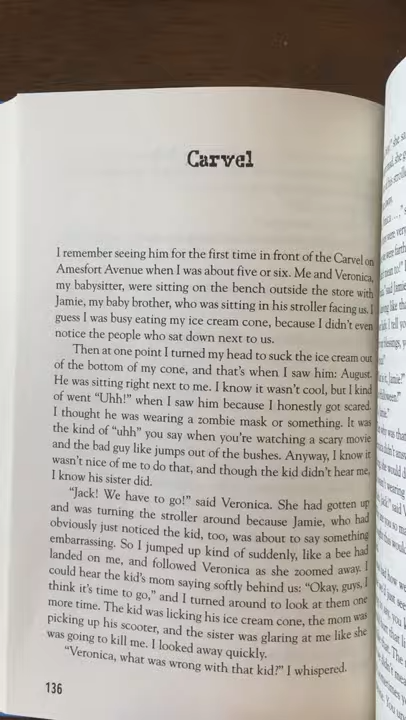 Carvel
I remember seeing him for the first time in front of the Carvel on
Amesfort Avenue when I was about five or six. Me and Veronica,
my babysitter, were sitting on the bench outside the store with
Jamie, my baby brother, who was sitting in his stroller facing us. I
guess I was busy eating my ice cream cone, because I didn't even
notice the people who sat down next to us.
Then at one point I turned my head to suck the ice cream out
of the bottom of my cone, and that's when I saw him: August.
He was sitting right next to me. I know it wasn't cool, but I kind
of went "Uhh!" when I saw him because I honestly got scared.
I thought he was wearing a zombie mask or something. It was
the kind of "uhh" you say when you're watching a scary movie
and the bad guy like jumps out of the bushes. Anyway, I know it
wasn't nice of me to do that, and though the kid didn't hear me,
I know his sister did.
"Jack! We have to go!" said Veronica. She had gotten up
and was turning the stroller around because Jamie, who had
obviously just noticed the kid, too, was about to say something
embarrassing. So I jumped up kind of suddenly, like a bee had
landed on me, and followed Veronica as she zoomed away. I
could hear the kid's mom saying softly behind us: "Okay, guys, I
think it's time to go," and I turned around to look at them one
more time. The kid was licking his ice cream cone, the mom was
picking up his scooter, and the sister was glaring at me like she
was going to kill me. I looked away quickly.
"Veronica, what was wrong with that kid?" I whispered.
136